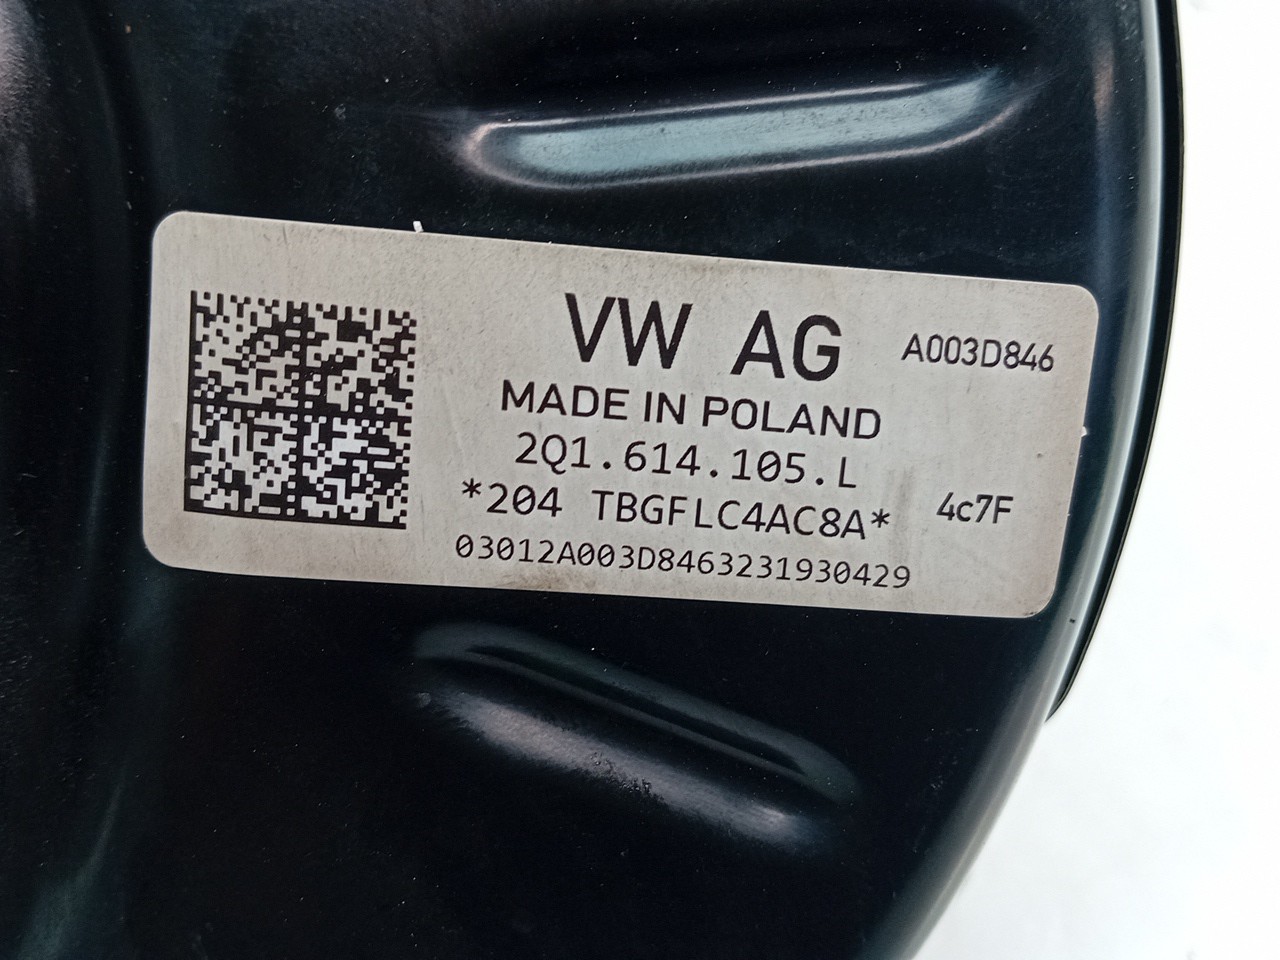 VW AG A003D846
MADE IN POLAND
2Q1.614.105.L
*204 TBGFLC4AC8A* 4c7F
03012A003D8463231930429